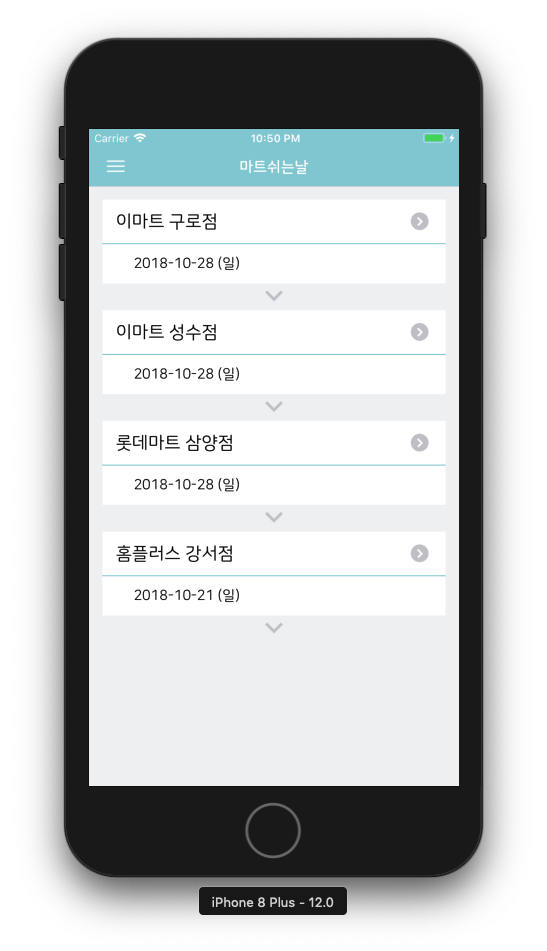 Carrier 10:50 PM
마트쉬는날
이마트 구로점
2018-10-28 (일)
이마트 성수점
2018-10-28 (일)
롯데마트 삼양점
2018-10-28 (일)
홈플러스 강서점
2018-10-21 (일)
iPhone 8 Plus - 12.0